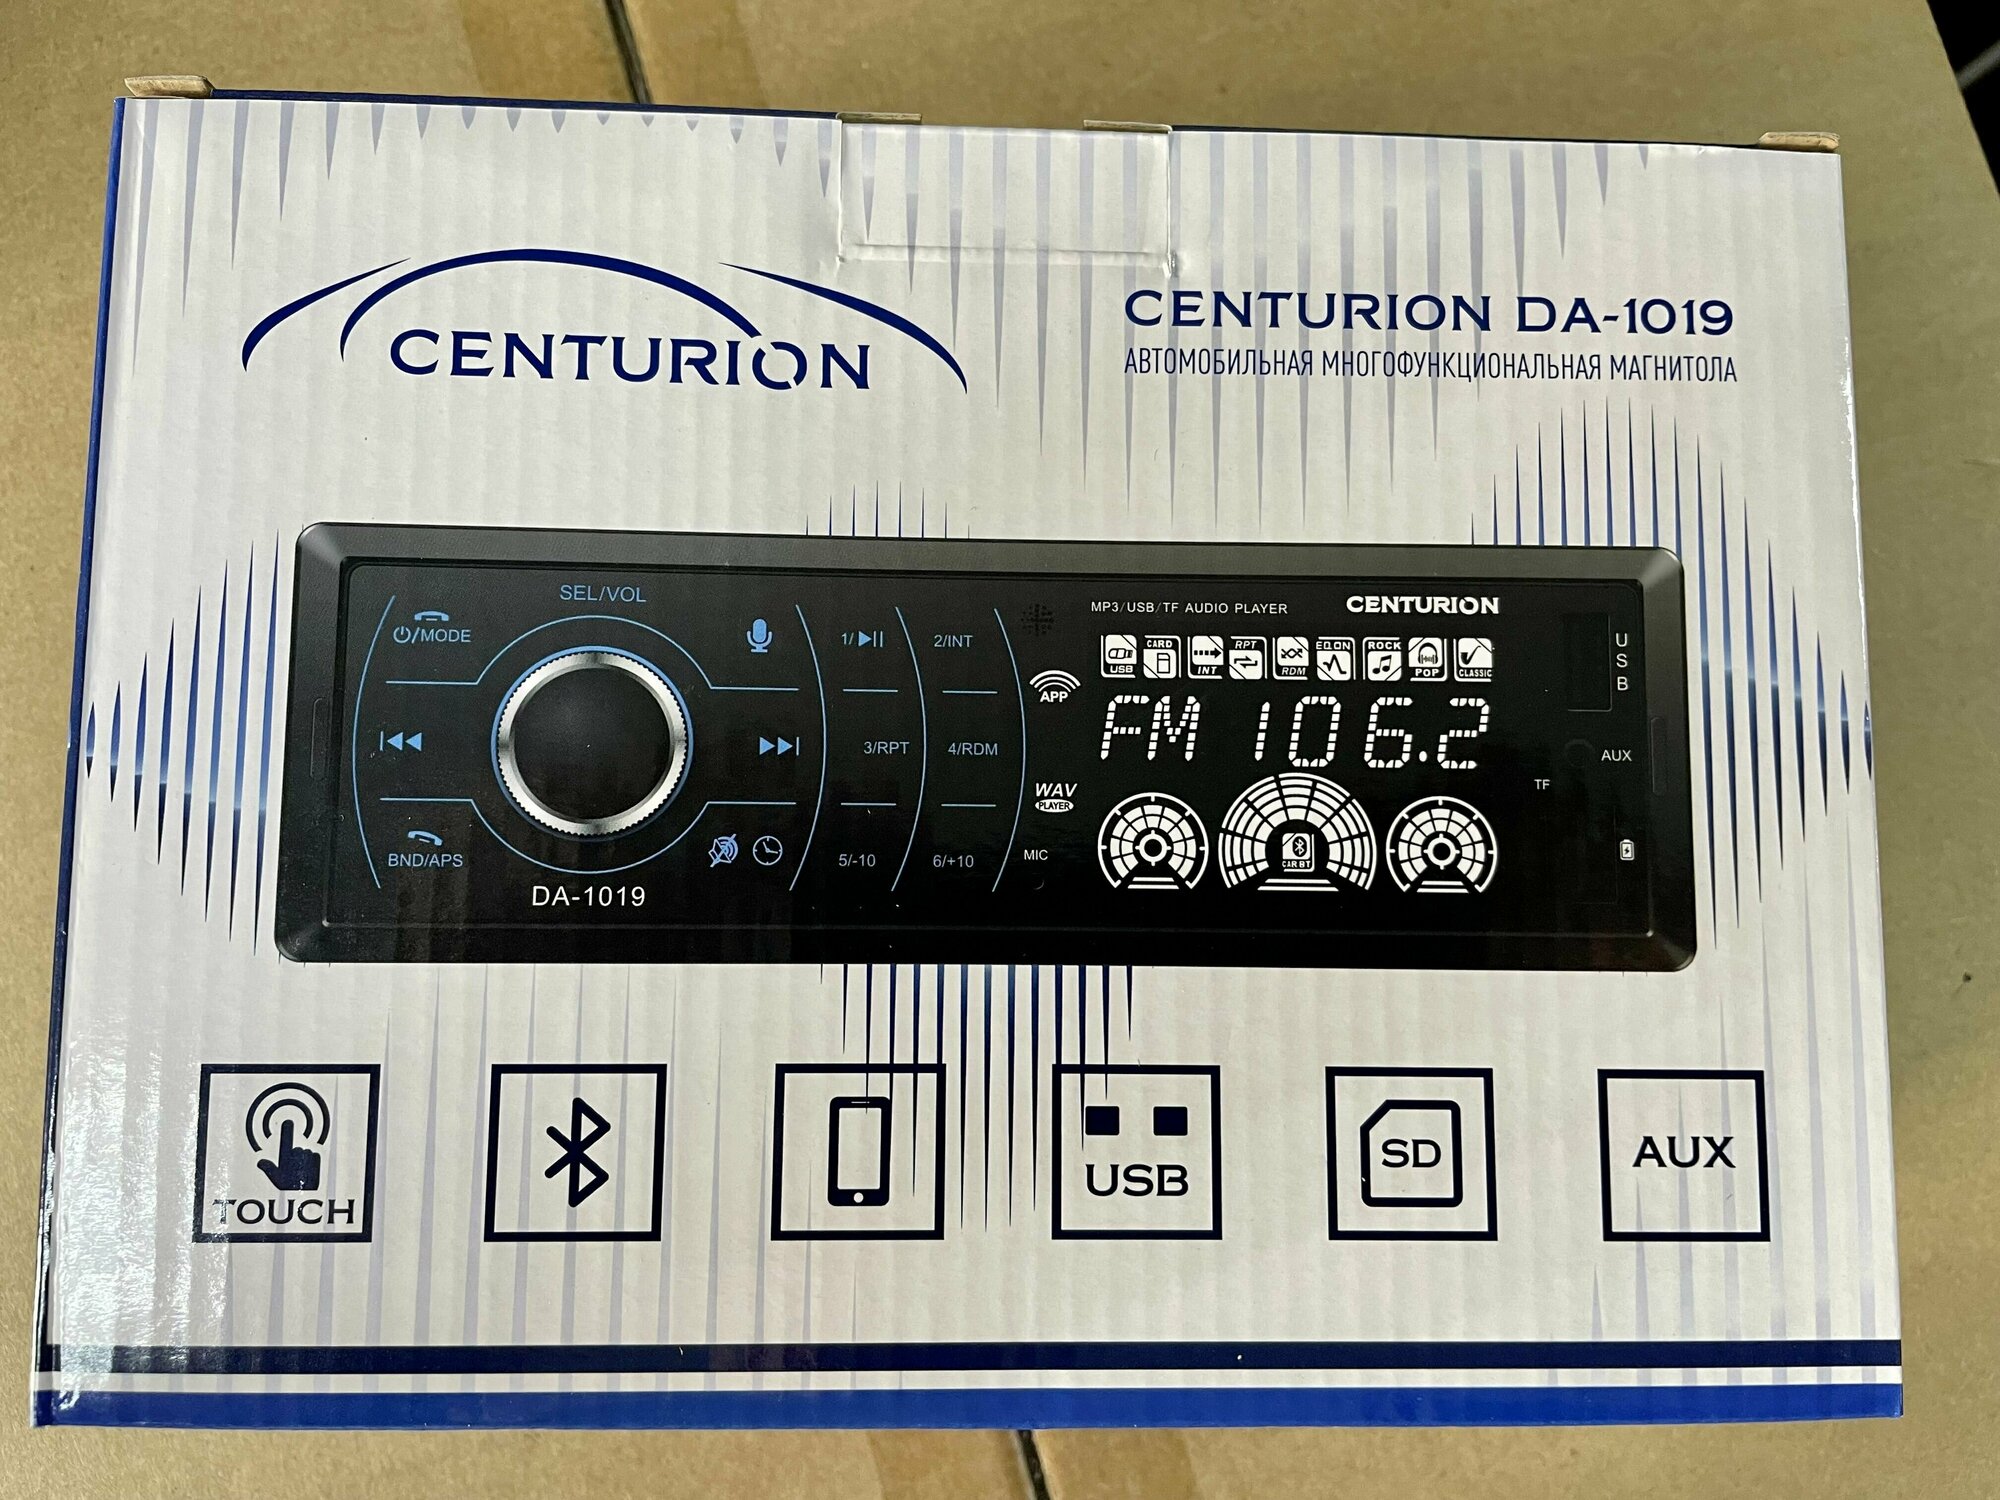 CENTURION
CENTURION DA-1019
АВТОМОБИЛЬНАЯ МНОГОФУНКЦИОНАЛЬНАЯ МАГНИТОЛА
SEL/VOL
/MODE
1/
2/INT
3/RPT
4/RDM
BND/APS
5/-10
6/+10
DA-1019
MP3/USB/TF AUDIO PLAYER
CENTURION
USB
CARD
INT
RPT
RDM
EQ ON
ROCK
POP
CLASSIC
APP
FM 106.2
WAV
PLAYER
MIC
CAR BT
USB
AUX
TF
TOUCH
USB
SD
AUX